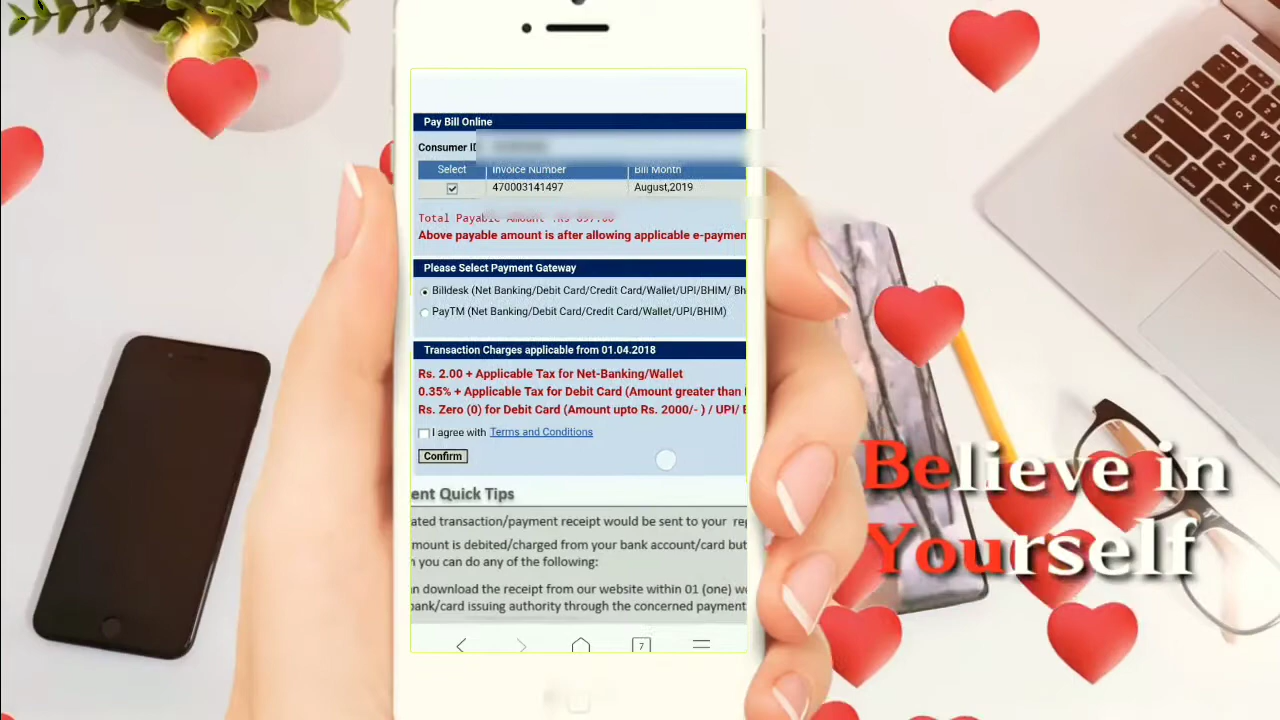 Pay Bill Online
Consumer ID
Select Invoice Number Bill Month
470003141497 August,2019
Total Payable Amount :Rs 897.00
Above payable amount is after allowing applicable e-paymen
Please Select Payment Gateway
Billdesk (Net Banking/Debit Card/Credit Card/Wallet/UPI/BHIM/ Bh
PayTM (Net Banking/Debit Card/Credit Card/Wallet/UPI/BHIM)
Transaction Charges applicable from 01.04.2018
Rs. 2.00 + Applicable Tax for Net-Banking/Wallet
0.35% + Applicable Tax for Debit Card (Amount greater than
Rs. Zero (0) for Debit Card (Amount upto Rs. 2000/- ) / UPI/
I agree with Terms and Conditions
Confirm
ent Quick Tips
ated transaction/payment receipt would be sent to your
mount is debited/charged from your bank account/card but
you can do any of the following:
download the receipt from our website within 01 (one)
bank/card issuing authority through the concerned payment
7
Believe in
Yourself